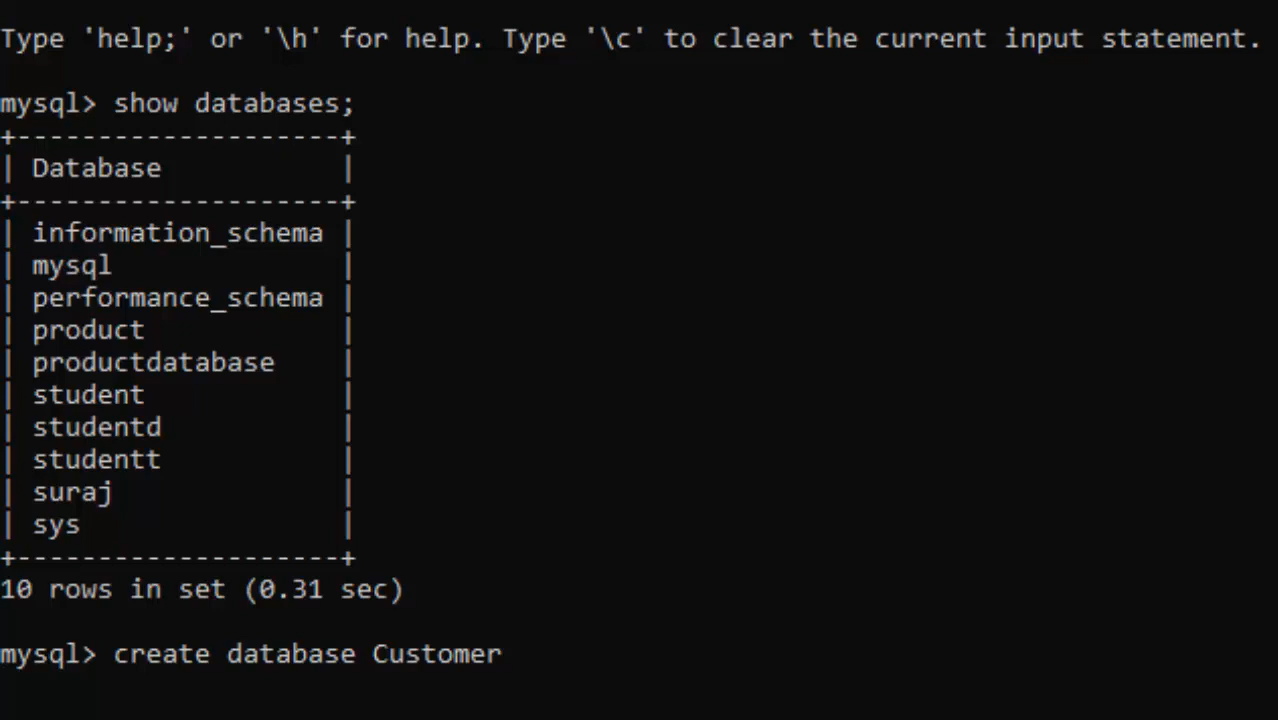 Type 'help;' or '\h' for help. Type '\c' to clear the current input statement.
mysql> show databases;
+--------------------+
| Database           |
+--------------------+
| information_schema |
| mysql              |
| performance_schema |
| product            |
| productdatabase    |
| student            |
| studentd           |
| studentt           |
| suraj              |
| sys                |
+--------------------+
10 rows in set (0.31 sec)
mysql> create database Customer